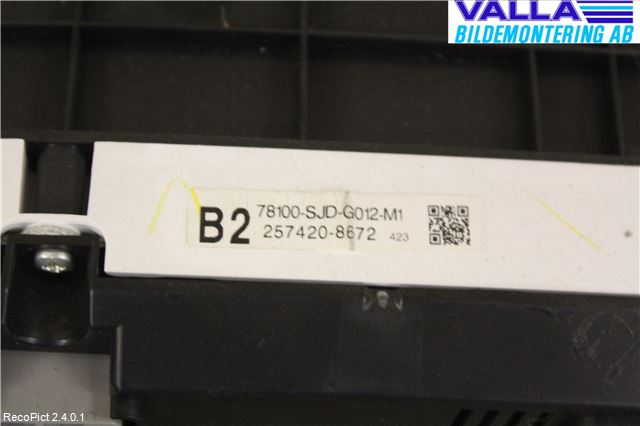 VALLA
BILDEMONTERING AB
B2
78100-SJD-G012-M1
257420-8672 423
RecoPict 2.4.0.1